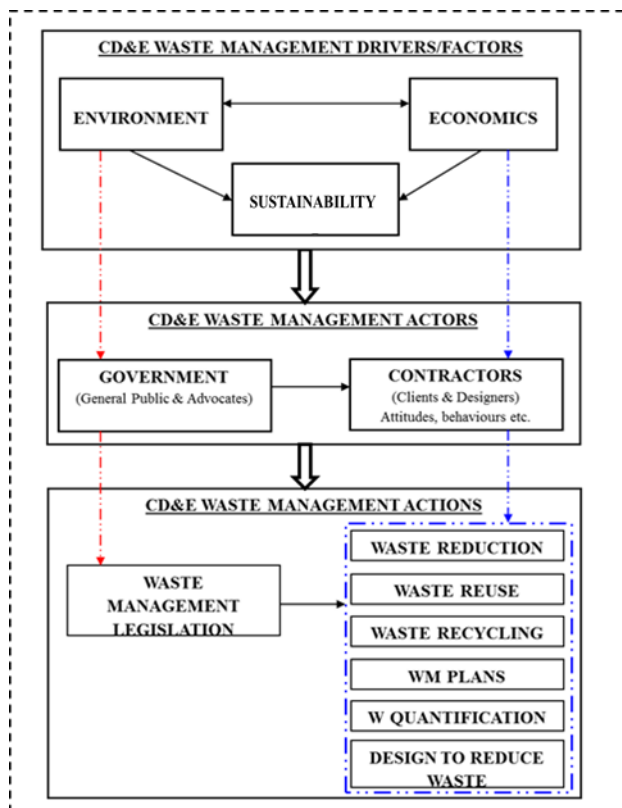 CD&E WASTE MANAGEMENT DRIVERS/FACTORS
ENVIRONMENT
ECONOMICS
SUSTAINABILITY
CD&E WASTE MANAGEMENT ACTORS
GOVERNMENT
(General Public & Advocates)
CONTRACTORS
(Clients & Designers)
Attitudes, behaviours etc.
CD&E WASTE MANAGEMENT ACTIONS
WASTE
MANAGEMENT
LEGISLATION
WASTE REDUCTION
WASTE REUSE
WASTE RECYCLING
WM PLANS
W QUANTIFICATION
DESIGN TO REDUCE
WASTE